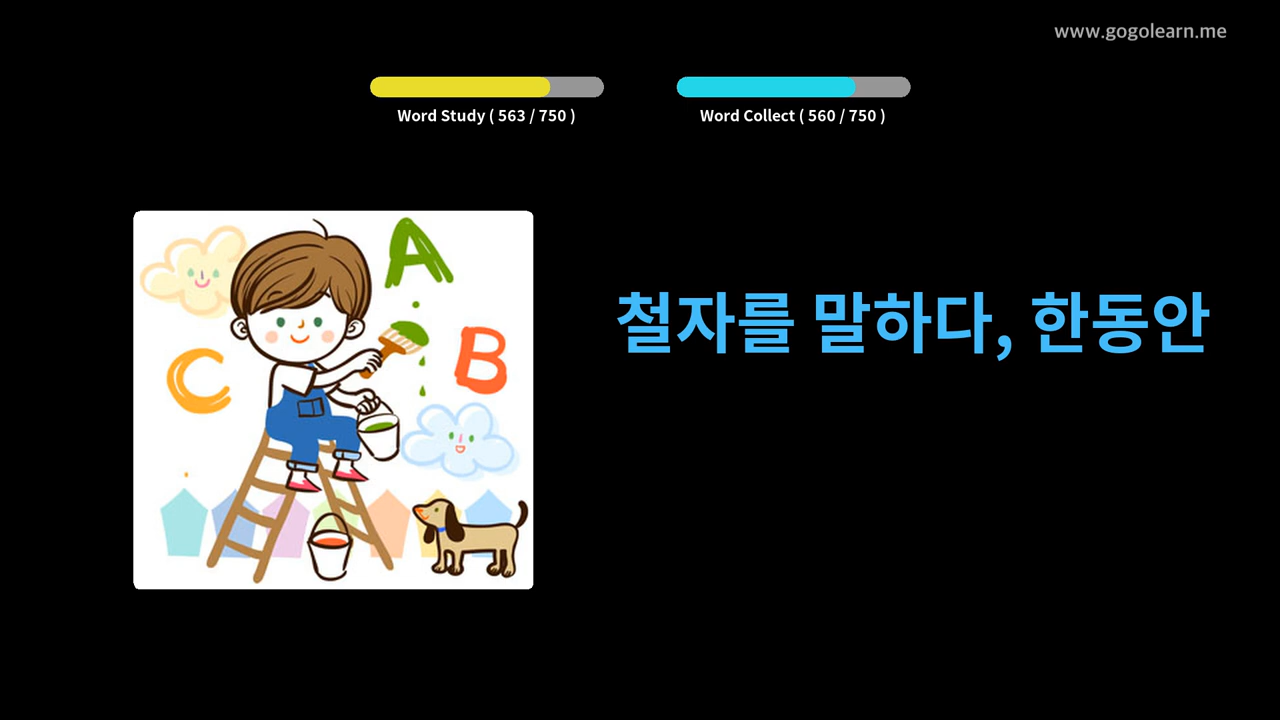 www.gogolearn.me
Word Study ( 563 / 750 )
Word Collect ( 560 / 750 )
A
B
C
철자를 말하다, 한동안